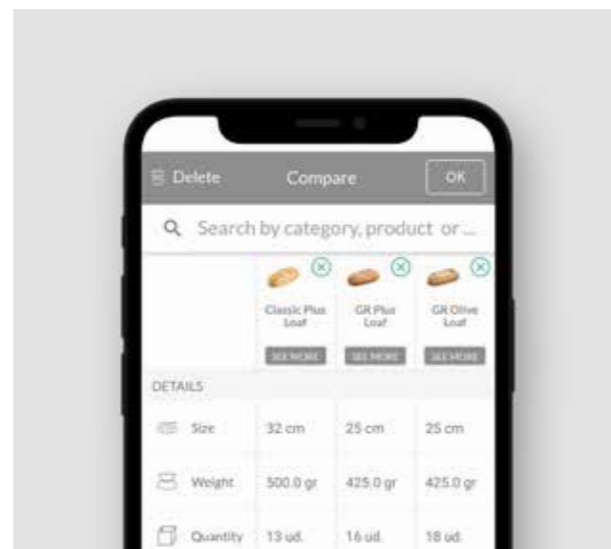 Delete Compare OK
Search by category, product or ...
Classic Plus GR Plus GR Olive
Loaf Loaf Loaf
SEE MORE SEE MORE SEE MORE
DETAILS
Size 32 cm 25 cm 25 cm
Weight 500.0 gr 425.0 gr 425.0 gr
Quantity 13 ud. 16 ud. 18 ud.